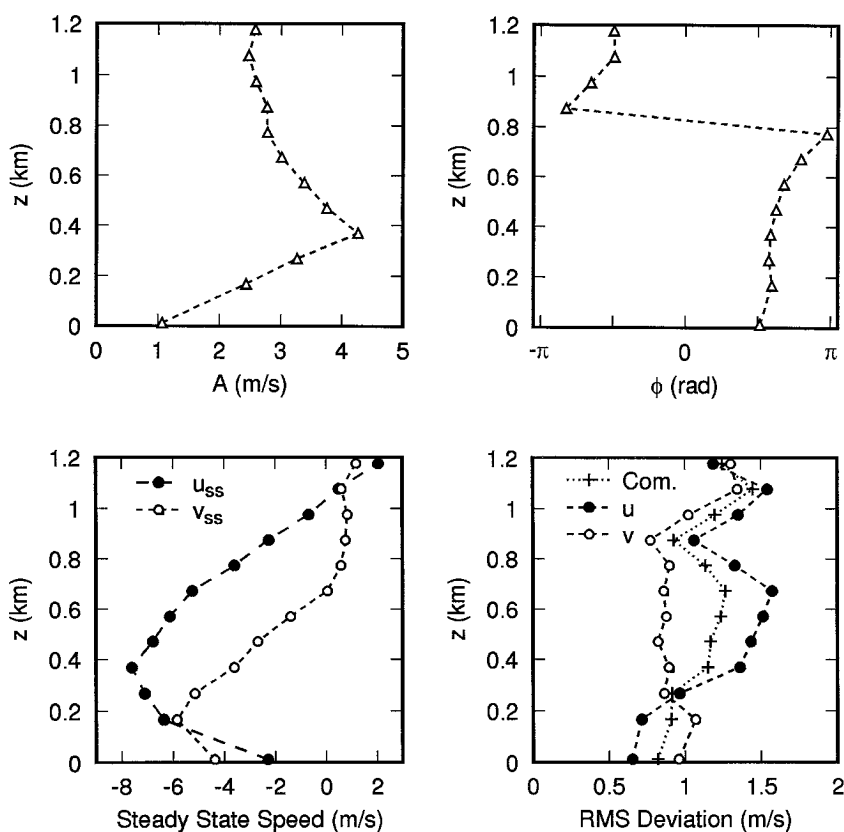 1.2
1
0.8
0.6
0.4
0.2
0
z (km)
0 1 2 3 4 5
A (m/s)
1.2
1
0.8
0.6
0.4
0.2
0
z (km)
-π 0 π
ϕ (rad)
1.2
1
0.8
0.6
0.4
0.2
0
z (km)
uss
vss
-8 -6 -4 -2 0 2
Steady State Speed (m/s)
1.2
1
0.8
0.6
0.4
0.2
0
z (km)
Com.
u
v
0 0.5 1 1.5 2
RMS Deviation (m/s)